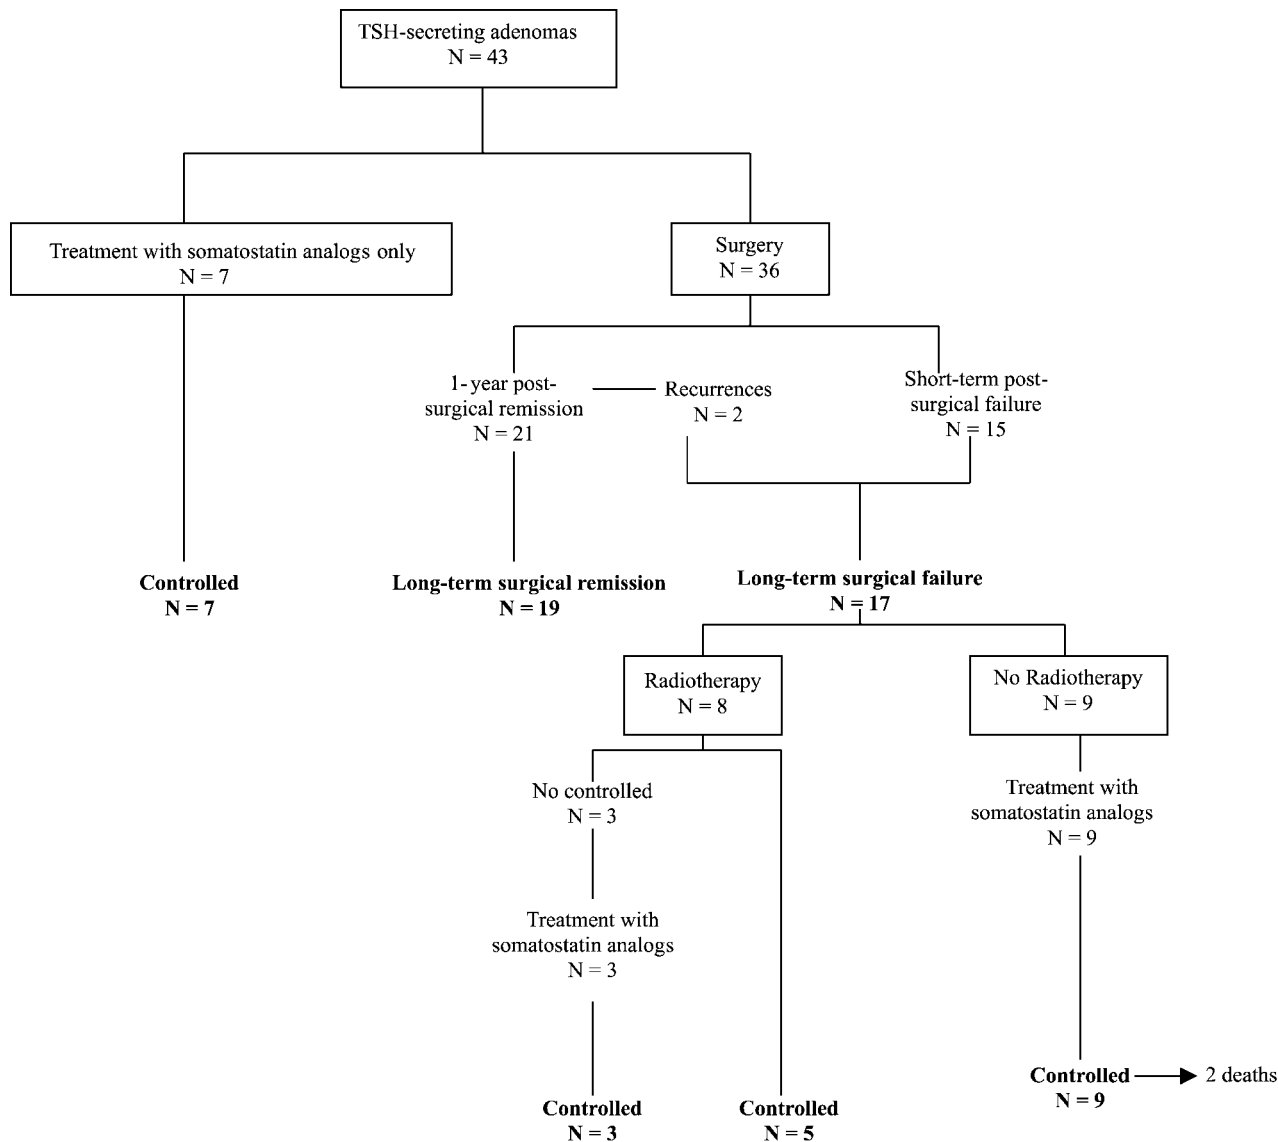 TSH-secreting adenomas
N = 43
Treatment with somatostatin analogs only
N = 7
Surgery
N = 36
1-year post-
surgical remission
N = 21
Recurrences
N = 2
Short-term post-
surgical failure
N = 15
Controlled
N = 7
Long-term surgical remission
N = 19
Long-term surgical failure
N = 17
Radiotherapy
N = 8
No Radiotherapy
N = 9
No controlled
N = 3
Treatment with
somatostatin analogs
N = 9
Treatment with
somatostatin analogs
N = 3
Controlled
N = 9
2 deaths
Controlled
N = 3
Controlled
N = 5